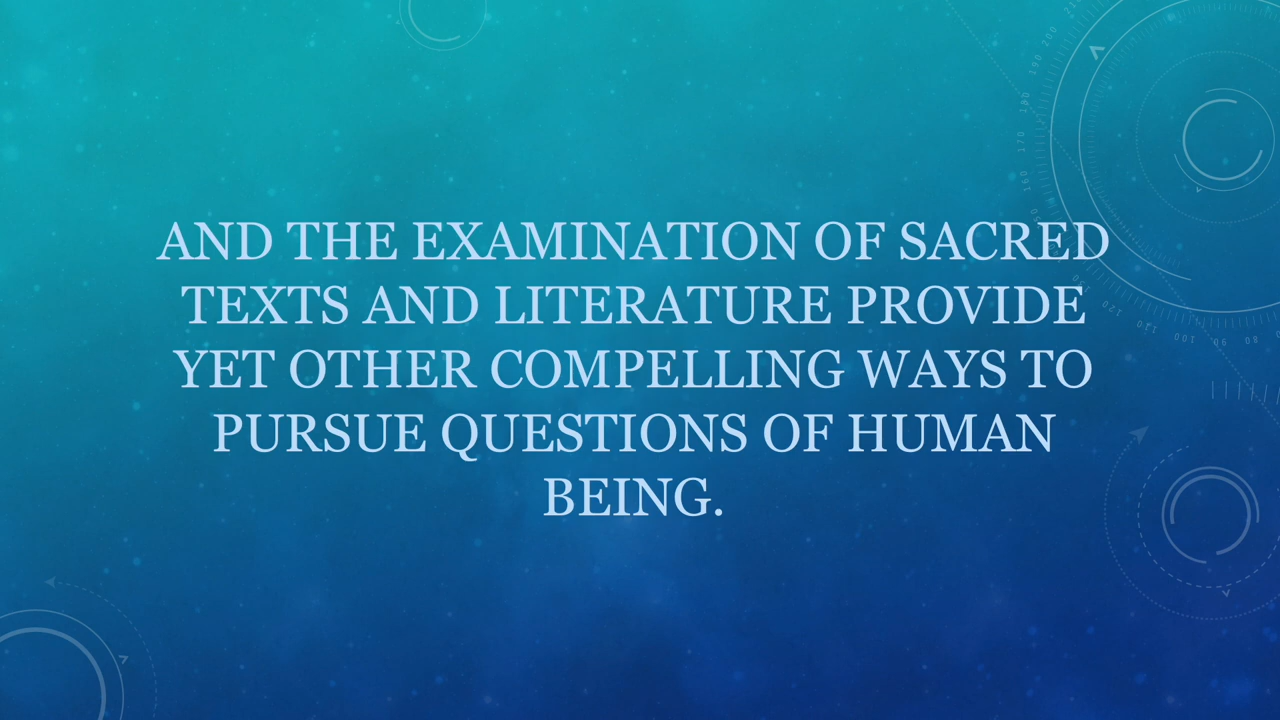 AND THE EXAMINATION OF SACRED
TEXTS AND LITERATURE PROVIDE
YET OTHER COMPELLING WAYS TO
PURSUE QUESTIONS OF HUMAN
BEING.